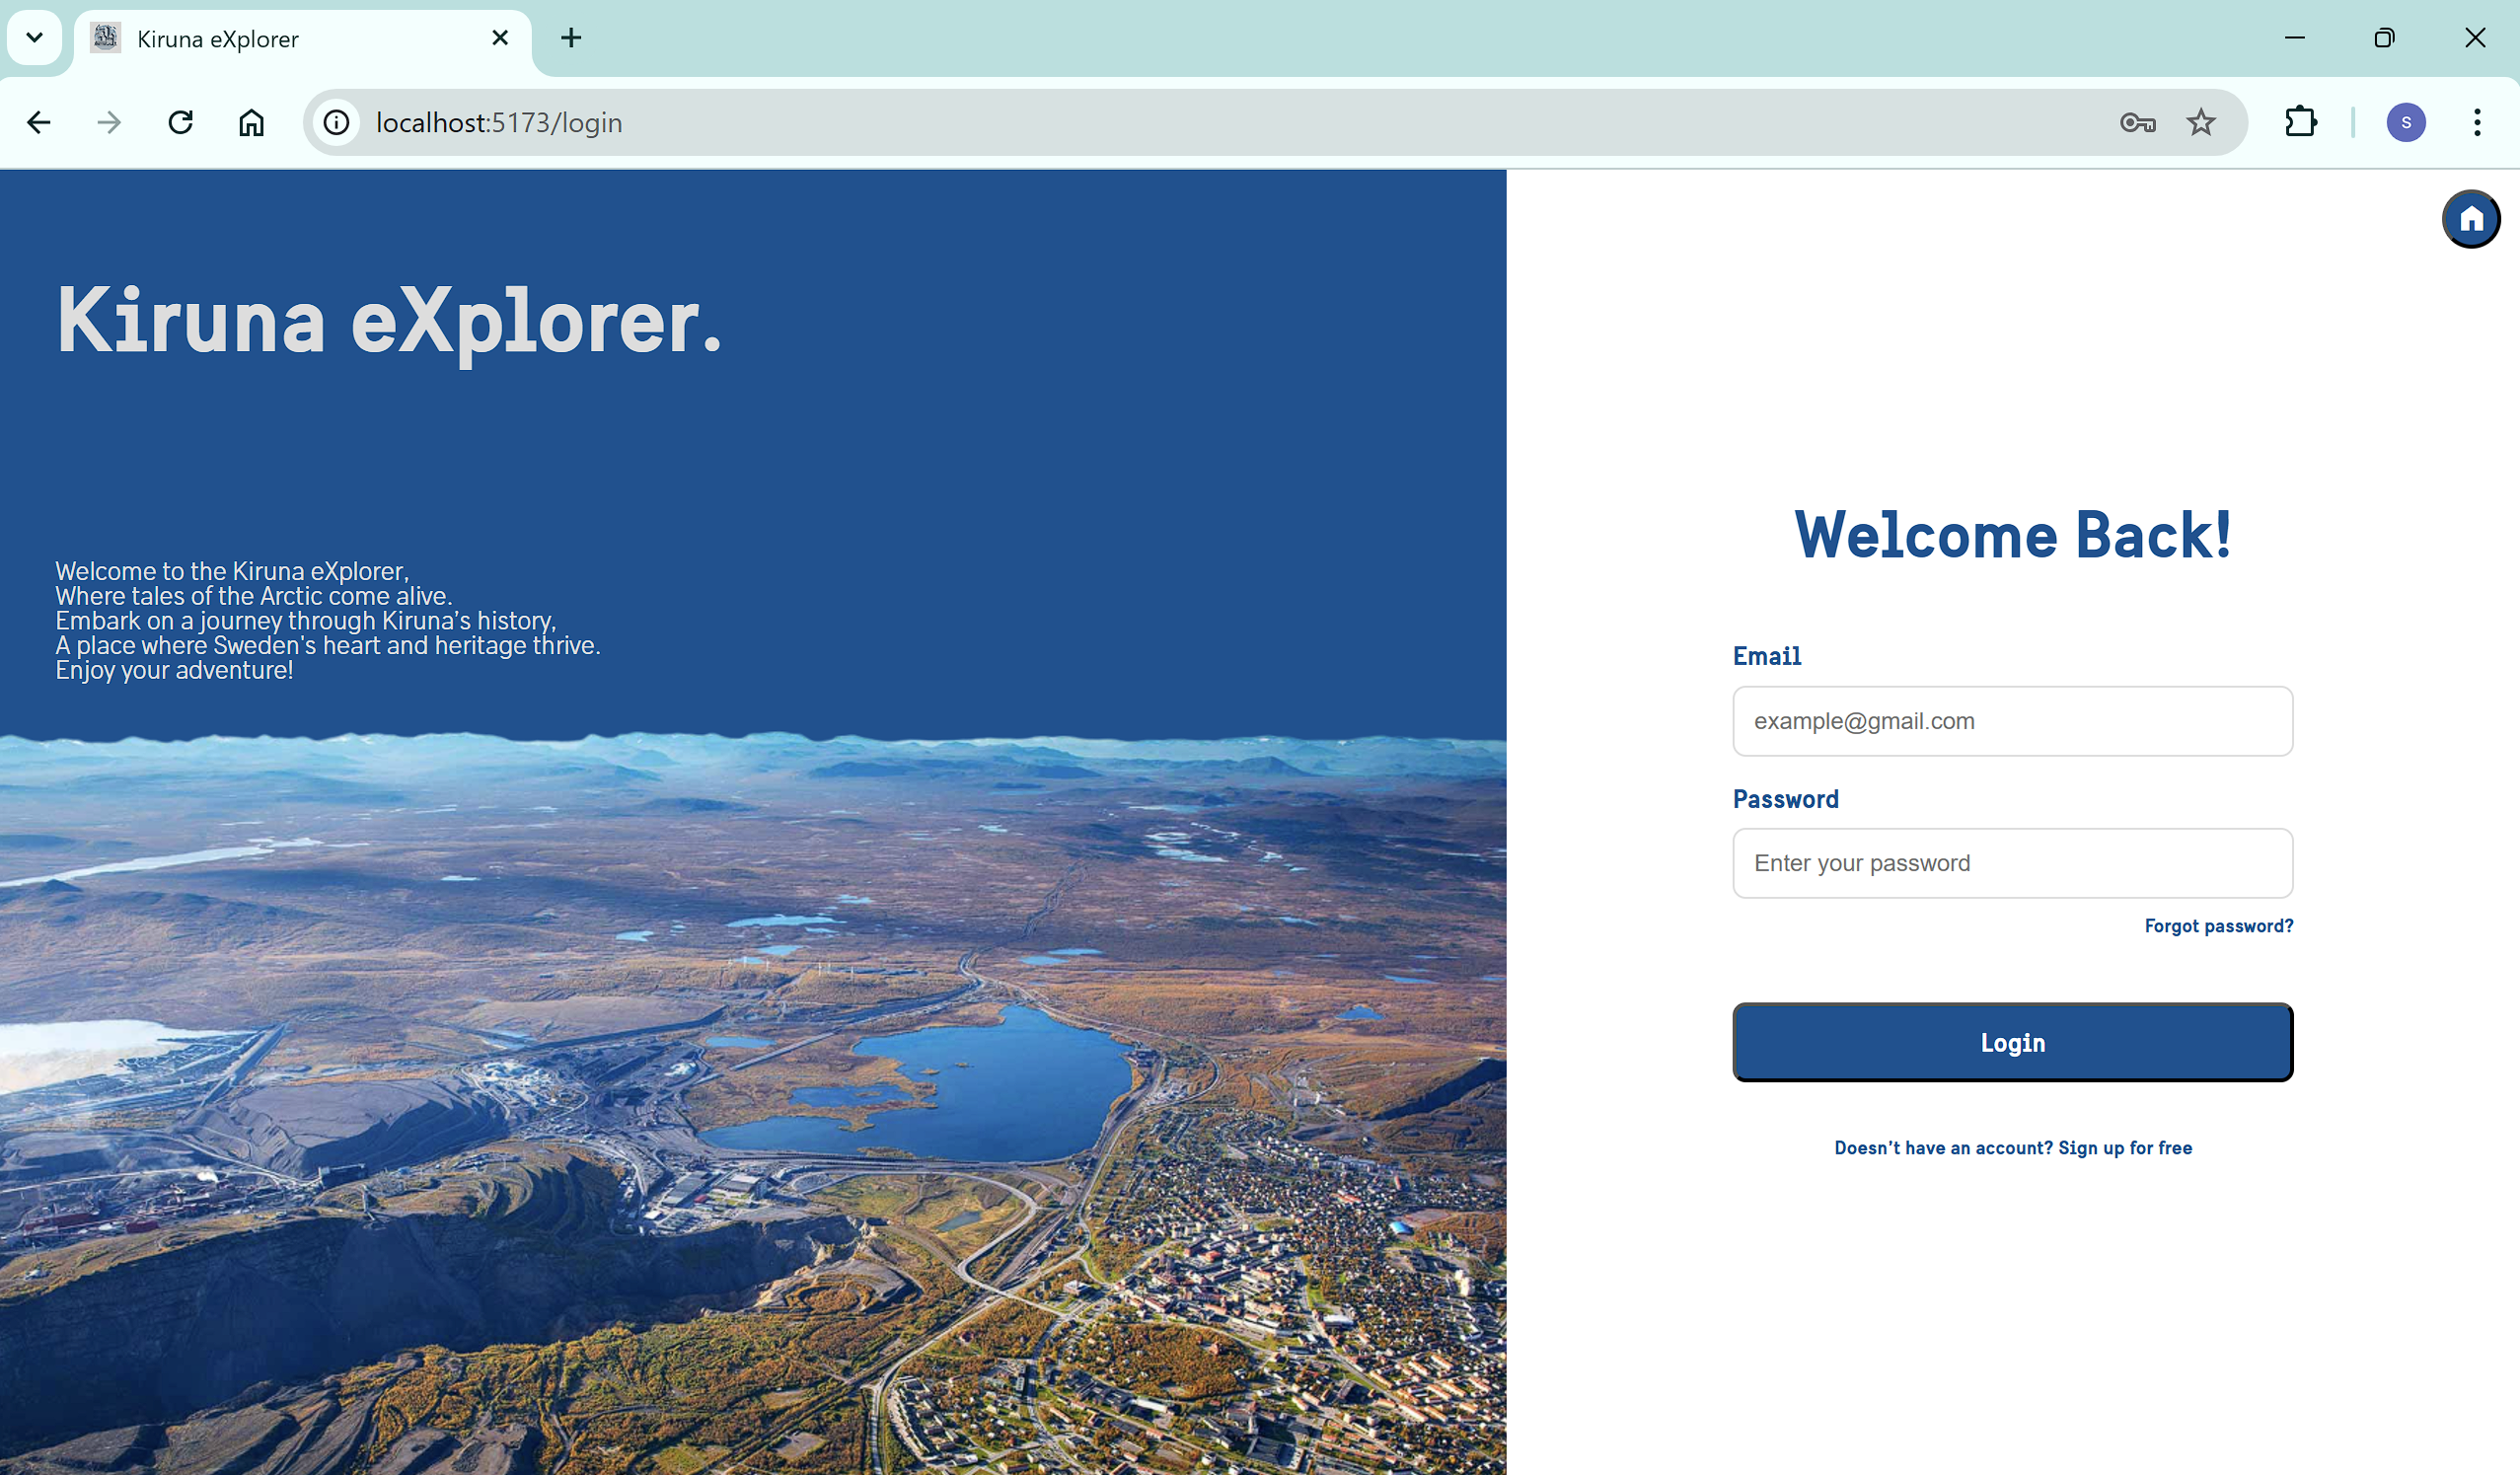 Kiruna eXplorer
localhost:5173/login
S
Kiruna eXplorer.
Welcome to the Kiruna eXplorer,
Where tales of the Arctic come alive.
Embark on a journey through Kiruna’s history,
A place where Sweden's heart and heritage thrive.
Enjoy your adventure!
Welcome Back!
Email
example@gmail.com
Password
Enter your password
Forgot password?
Login
Doesn’t have an account? Sign up for free